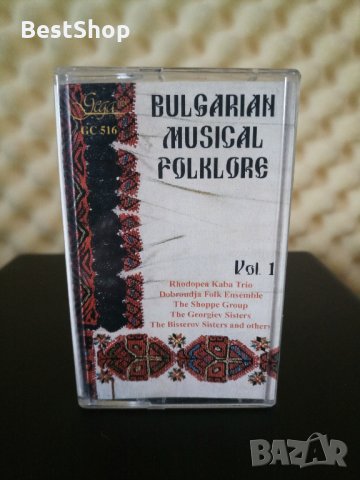 BestShop
Gega
GC 516
BULGARIAN
MUSICAL
FOLKLORE
Vol. 1
Rhodopea Kaba Trio
Dobroudja Folk Ensemble
The Shoppe Group
The Georgiev Sisters
The Bisserov Sisters and others
BAZAR